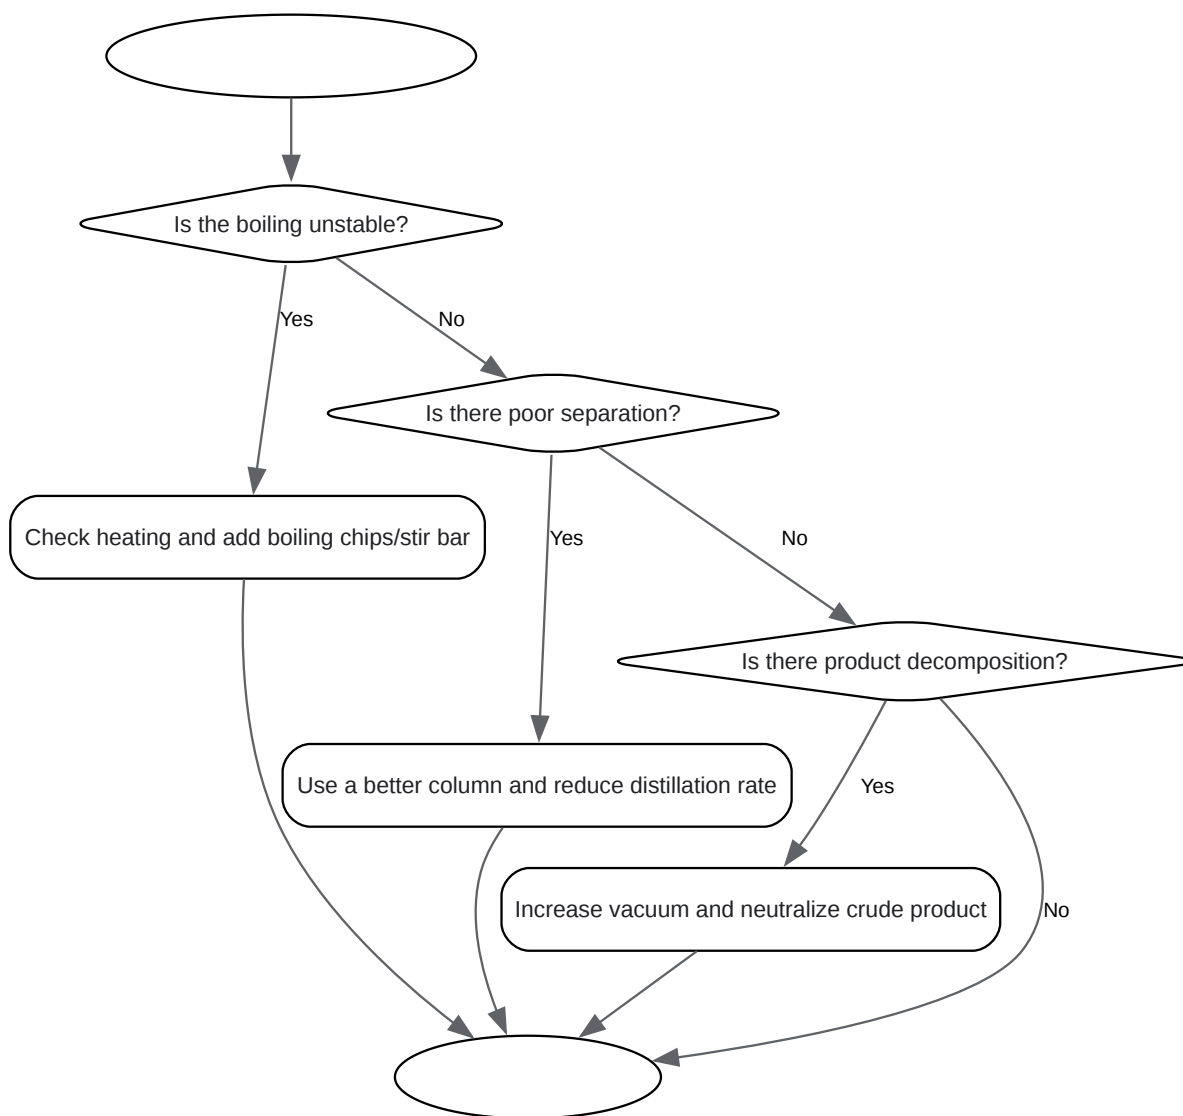 Is the boiling unstable?
Yes
No
Is there poor separation?
Check heating and add boiling chips/stir bar
Yes
No
Is there product decomposition?
Use a better column and reduce distillation rate
Yes
Increase vacuum and neutralize crude product
No